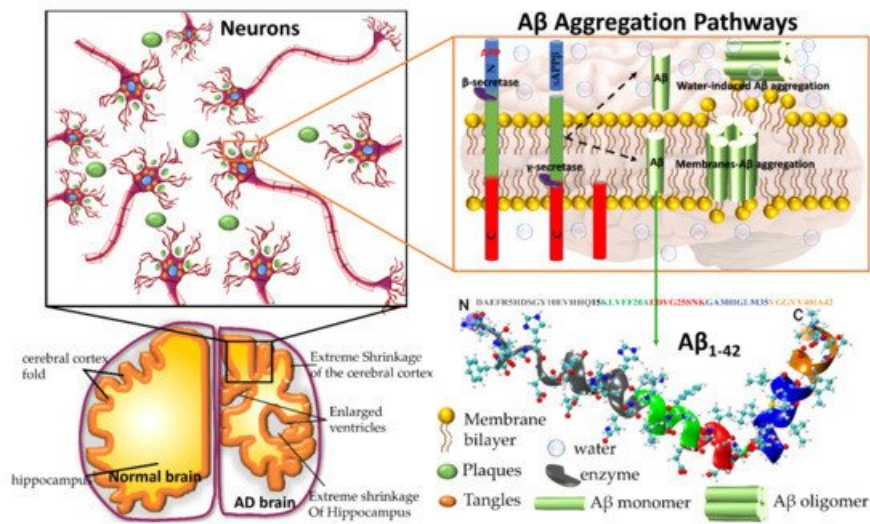 Neurons
Aβ Aggregation Pathways
APP
N
sAPPβ
β-secretase
Aβ
Water-induced Aβ aggregation
γ-secretase
Aβ
Membranes-Aβ aggregation
C
C
N
C
Aβ1-42
cerebral cortex
fold
hippocampus
Normal brain
AD brain
Extreme Shrinkage
of the cerebral cortex
Enlarged
ventricles
Extreme shrinkage
Of Hippocampus
Membrane
bilayer
Plaques
Tangles
water
enzyme
Aβ monomer
Aβ oligomer